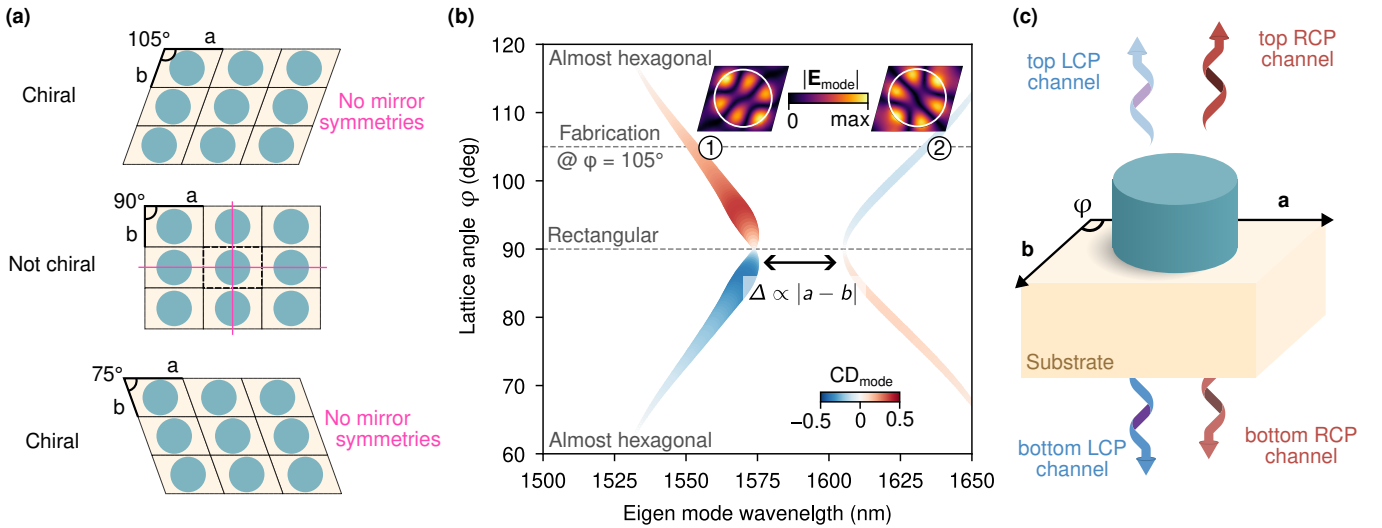 (a)
105°
a
b
Chiral
No mirror
symmetries
90°
a
b
Not chiral
75°
a
b
Chiral
No mirror
symmetries
(b)
Lattice angle φ (deg)
120
110
100
90
80
70
60
Almost hexagonal
Fabrication
@ φ = 105°
Rectangular
Almost hexagonal
|E_mode|
0 max
1
2
Δ ∝ |a − b|
CD_mode
−0.5 0 0.5
1500 1525 1550 1575 1600 1625 1650
Eigen mode wavenelgth (nm)
(c)
top LCP
channel
top RCP
channel
φ
a
b
Substrate
bottom LCP
channel
bottom RCP
channel